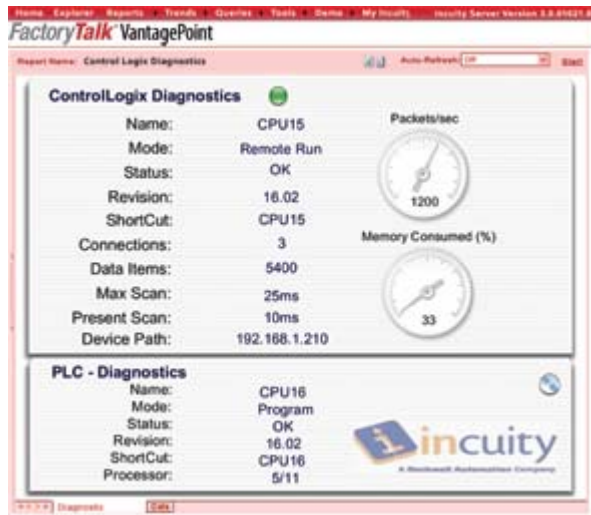 Home Explorer Reports Trends Queries Tools Demo My Incuity Incuity Server Version
FactoryTalk VantagePoint
Report Name: Control Logix Diagnostics Auto-Refresh: Off Start
ControlLogix Diagnostics
Name: CPU15
Mode: Remote Run
Status: OK
Revision: 16.02
ShortCut: CPU15
Connections: 3
Data Items: 5400
Max Scan: 25ms
Present Scan: 10ms
Device Path: 192.168.1.210
Packets/sec
1200
Memory Consumed (%)
33
PLC - Diagnostics
Name: CPU16
Mode: Program
Status: OK
Revision: 16.02
ShortCut: CPU16
Processor: 5/11
incuity
A Rockwell Automation Company
Diagnostic